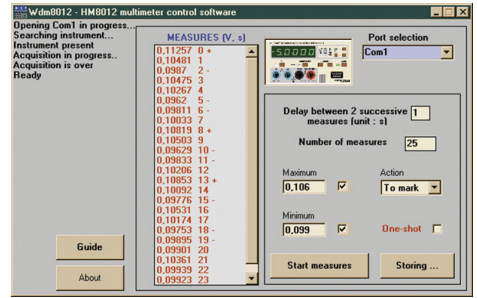 Wdm8012 - HM8012 multimeter control software
Opening Com1 in progress...
Searching instrument...
Instrument present
Acquisition in progress..
Acquisition is over
Ready
MEASURES (V, s)
0,11257 0 +
0,10481 1
0,0987 2 -
0,10475 3
0,10267 4
0,0962 5 -
0,09811 6 -
0,10033 7
0,10819 8 +
0,10503 9
0,09629 10 -
0,09833 11 -
0,10206 12
0,10853 13 +
0,10092 14
0,09776 15 -
0,10531 16
0,10174 17
0,09753 18 -
0,09895 19 -
0,09901 20
0,10361 21
0,09939 22
0,09923 23
Port selection
Com1
Delay between 2 successive
measures (unit : s)
1
Number of measures
25
Maximum
0,106
Action
To mark
Minimum
0,099
One-shot
Guide
About
Start measures
Storing ...